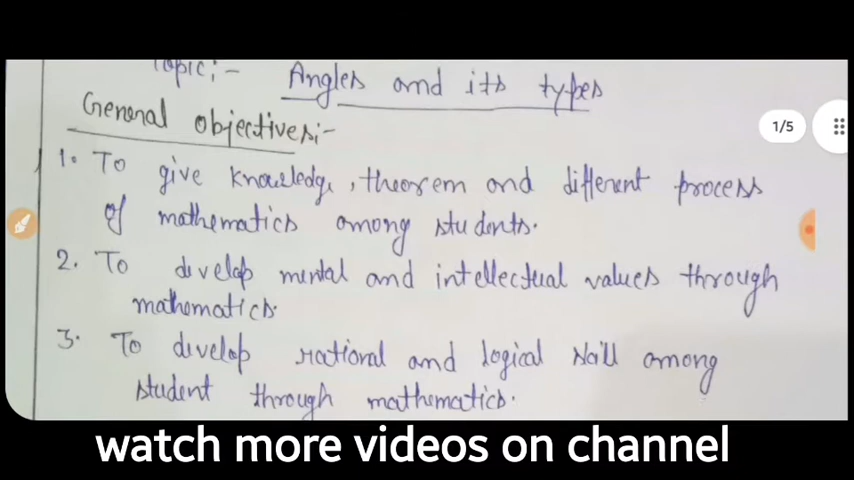 Topic:-  Angles and its types
General objectives:-
1/5
1. To give knowledge, theorem and different process
of mathematics among students.
2. To develop mental and intellectual values through
mathematics.
3. To develop rational and logical skill among
student through mathematics.
watch more videos on channel